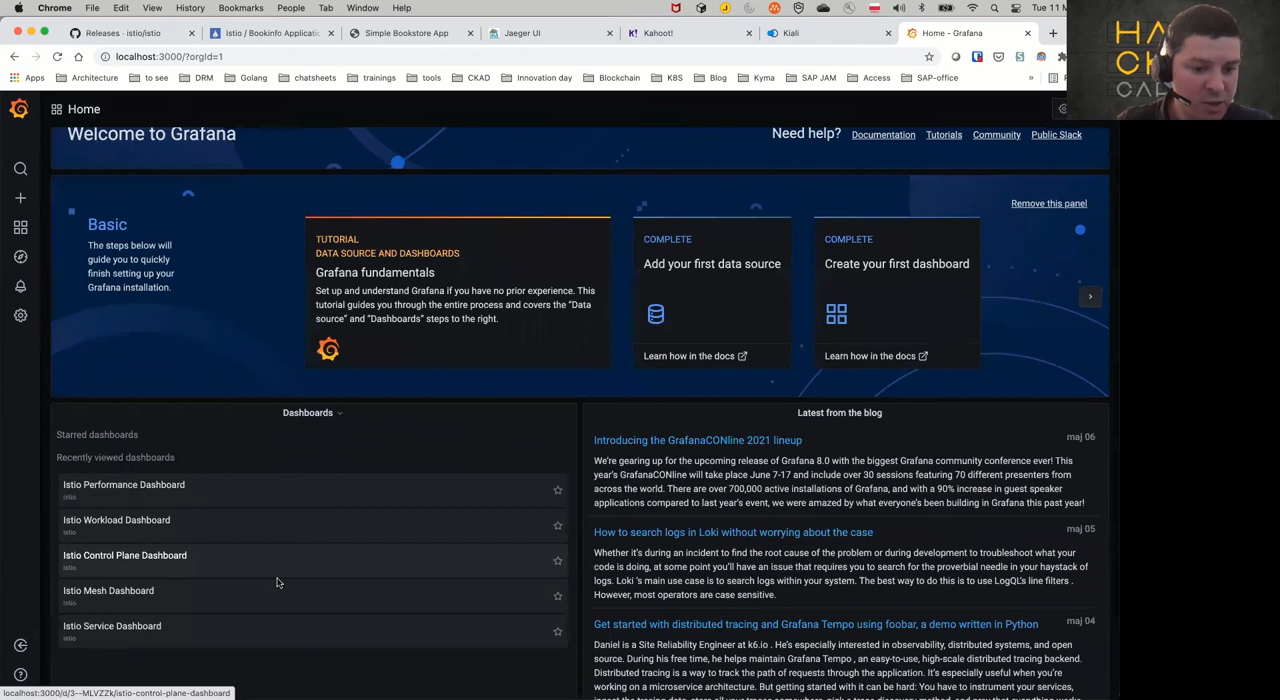 Chrome File Edit View History Bookmarks People Tab Window Help
Tue 11 M
Releases · istio/istio
Istio / Bookinfo Applicatio
Simple Bookstore App
Jaeger UI
Kahoot!
Kiali
Home - Grafana
localhost:3000/?orgId=1
Apps Architecture to see DRM Golang chatsheets trainings tools CKAD Innovation day Blockchain K8S Blog Kyma SAP JAM Access SAP-office
HA
CK
CA
Home
Welcome to Grafana
Need help? Documentation Tutorials Community Public Slack
Remove this panel
Basic
The steps below will
guide you to quickly
finish setting up your
Grafana installation.
TUTORIAL
DATA SOURCE AND DASHBOARDS
Grafana fundamentals
Set up and understand Grafana if you have no prior experience. This
tutorial guides you through the entire process and covers the “Data
source” and “Dashboards” steps to the right.
COMPLETE
Add your first data source
Learn how in the docs
COMPLETE
Create your first dashboard
Learn how in the docs
Dashboards
Starred dashboards
Recently viewed dashboards
Istio Performance Dashboard
istio
Istio Workload Dashboard
istio
Istio Control Plane Dashboard
istio
Istio Mesh Dashboard
istio
Istio Service Dashboard
istio
Latest from the blog
Introducing the GrafanaCONline 2021 lineup
maj 06
We're gearing up for the upcoming release of Grafana 8.0 with the biggest Grafana community conference ever! This
year's GrafanaCONline will take place June 7-17 and include over 30 sessions featuring 70 different presenters from
across the world. There are over 700,000 active installations of Grafana, and with a 90% increase in guest speaker
applications compared to last year's event, we were amazed by what everyone's been building in Grafana this past year!
How to search logs in Loki without worrying about the case
maj 05
Whether it's during an incident to find the root cause of the problem or during development to troubleshoot what your
code is doing, at some point you'll have an issue that requires you to search for the proverbial needle in your haystack of
logs. Loki 's main use case is to search logs within your system. The best way to do this is to use LogQL's line filters .
However, most operators are case sensitive.
Get started with distributed tracing and Grafana Tempo using foobar, a demo written in Python
maj 04
Daniel is a Site Reliability Engineer at k6.io . He's especially interested in observability, distributed systems, and open
source. During his free time, he helps maintain Grafana Tempo , an easy-to-use, high-scale distributed tracing backend.
Distributed tracing is a way to track the path of requests through the application. It's especially useful when you're
working on a microservice architecture. But getting started with it can be hard: You have to instrument your services,
localhost:3000/d/3--MLVZZk/istio-control-plane-dashboard